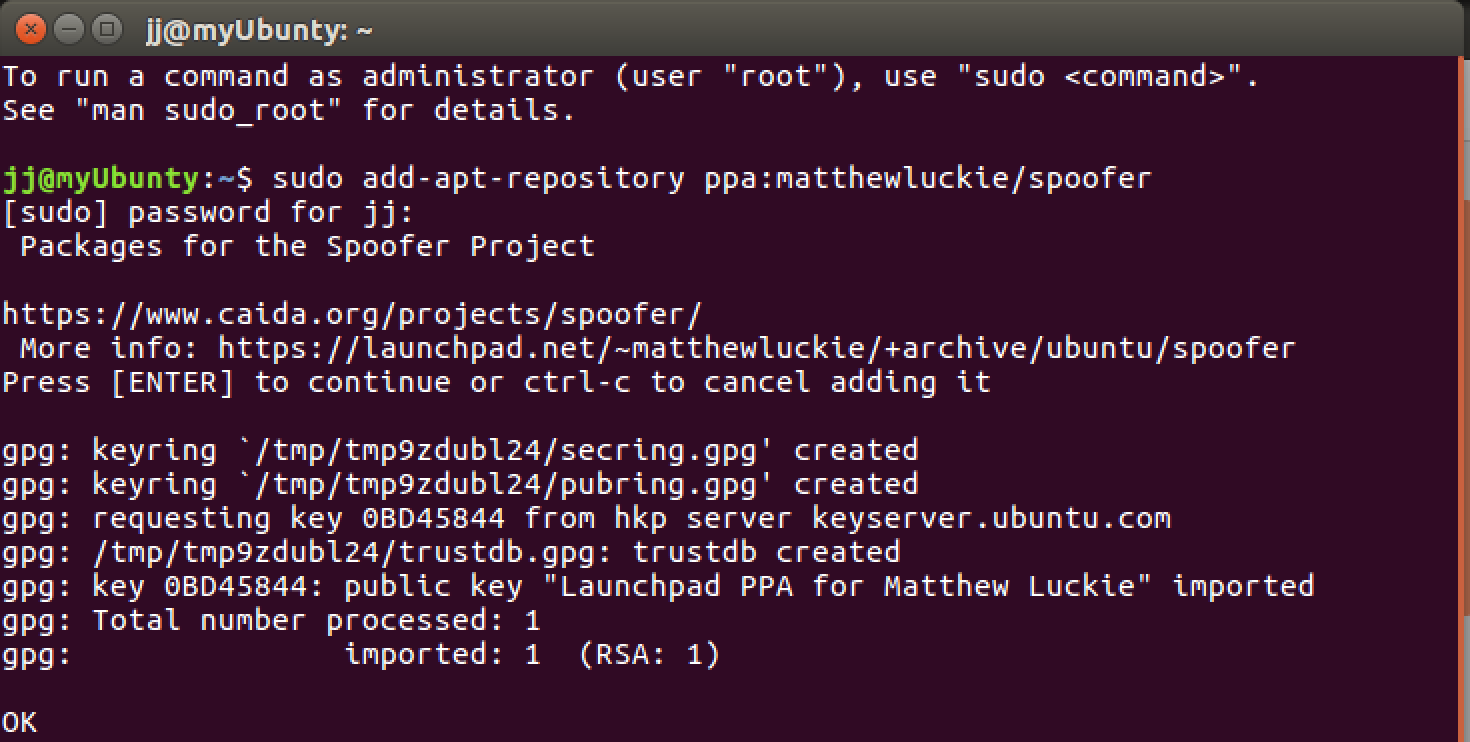 jj@myUbunty: ~
To run a command as administrator (user "root"), use "sudo <command>".
See "man sudo_root" for details.
jj@myUbunty:~$ sudo add-apt-repository ppa:matthewluckie/spoofer
[sudo] password for jj:
 Packages for the Spoofer Project
https://www.caida.org/projects/spoofer/
 More info: https://launchpad.net/~matthewluckie/+archive/ubuntu/spoofer
Press [ENTER] to continue or ctrl-c to cancel adding it
gpg: keyring `/tmp/tmp9zdubl24/secring.gpg' created
gpg: keyring `/tmp/tmp9zdubl24/pubring.gpg' created
gpg: requesting key 0BD45844 from hkp server keyserver.ubuntu.com
gpg: /tmp/tmp9zdubl24/trustdb.gpg: trustdb created
gpg: key 0BD45844: public key "Launchpad PPA for Matthew Luckie" imported
gpg: Total number processed: 1
gpg:               imported: 1  (RSA: 1)
OK